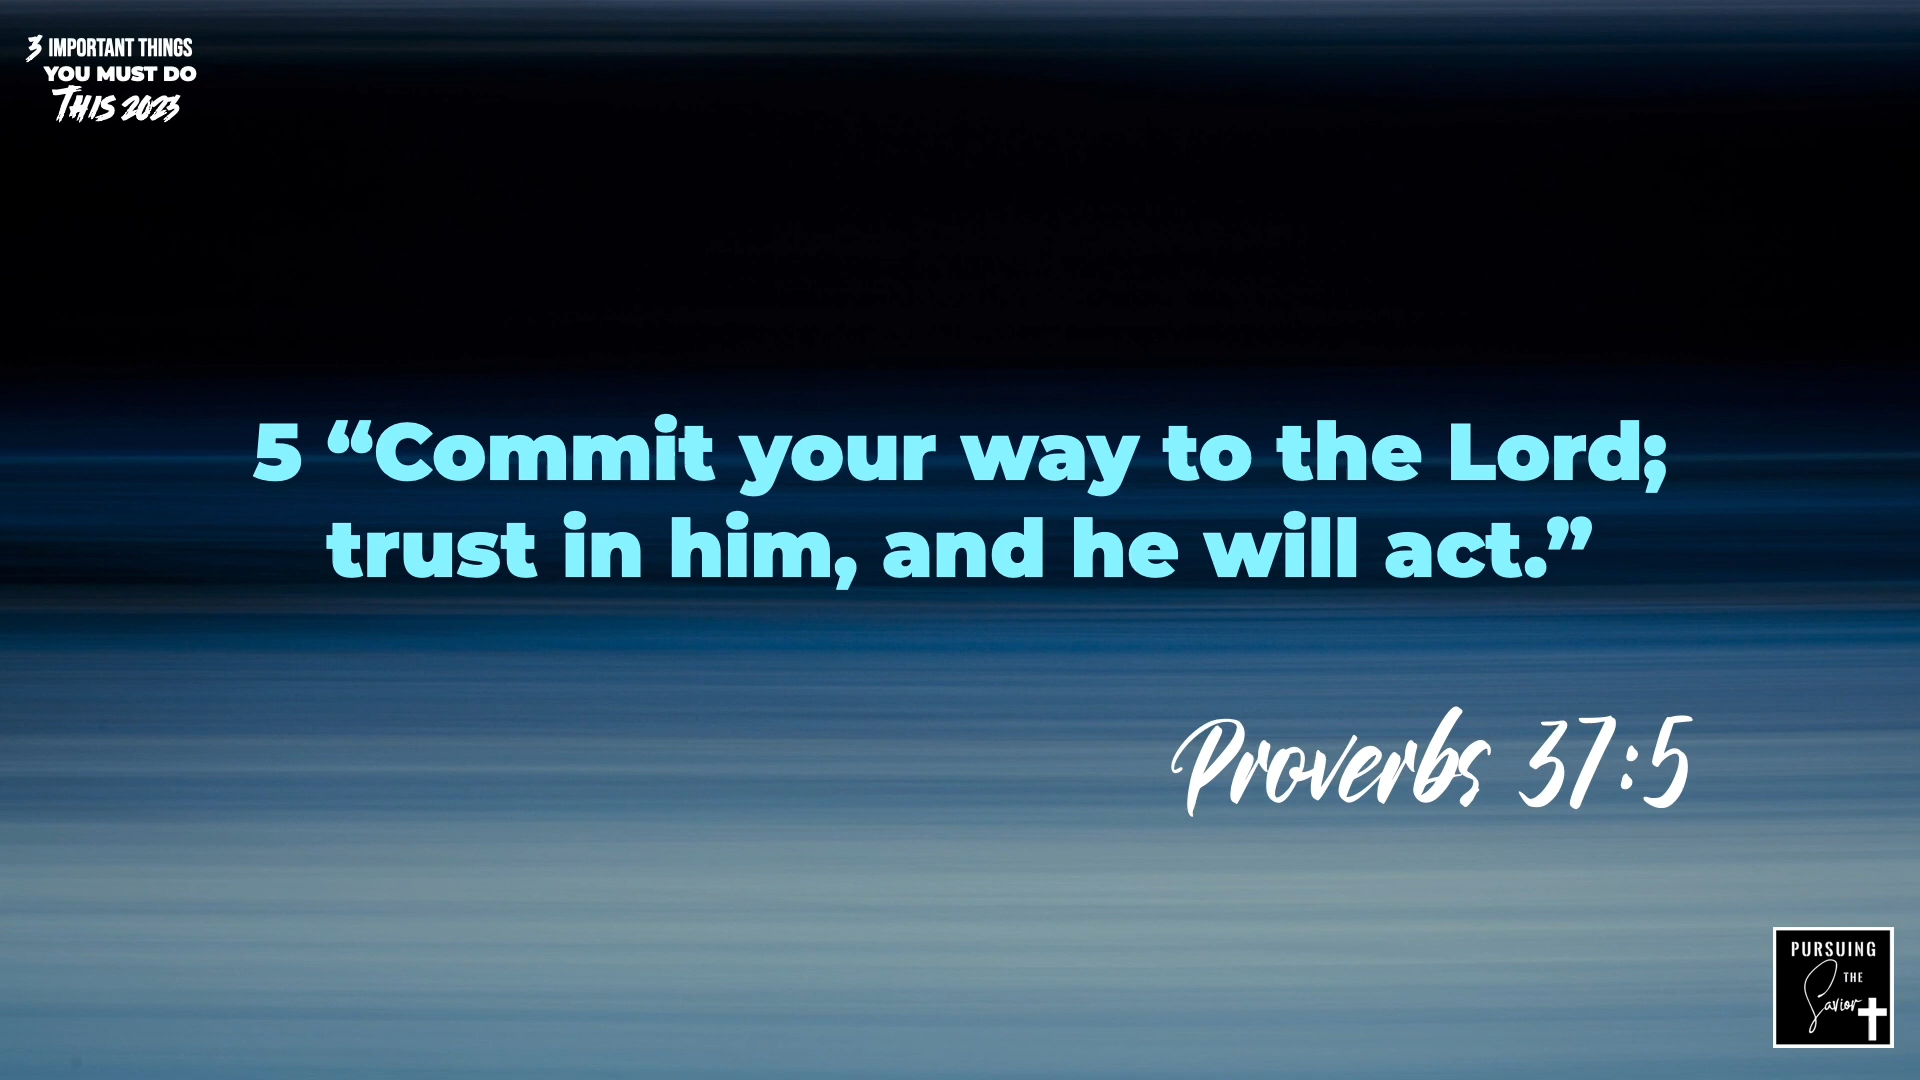 3 IMPORTANT THINGS
YOU MUST DO
THIS 2023
5 “Commit your way to the Lord;
trust in him, and he will act.”
Proverbs 37:5
PURSUING
THE
Savior